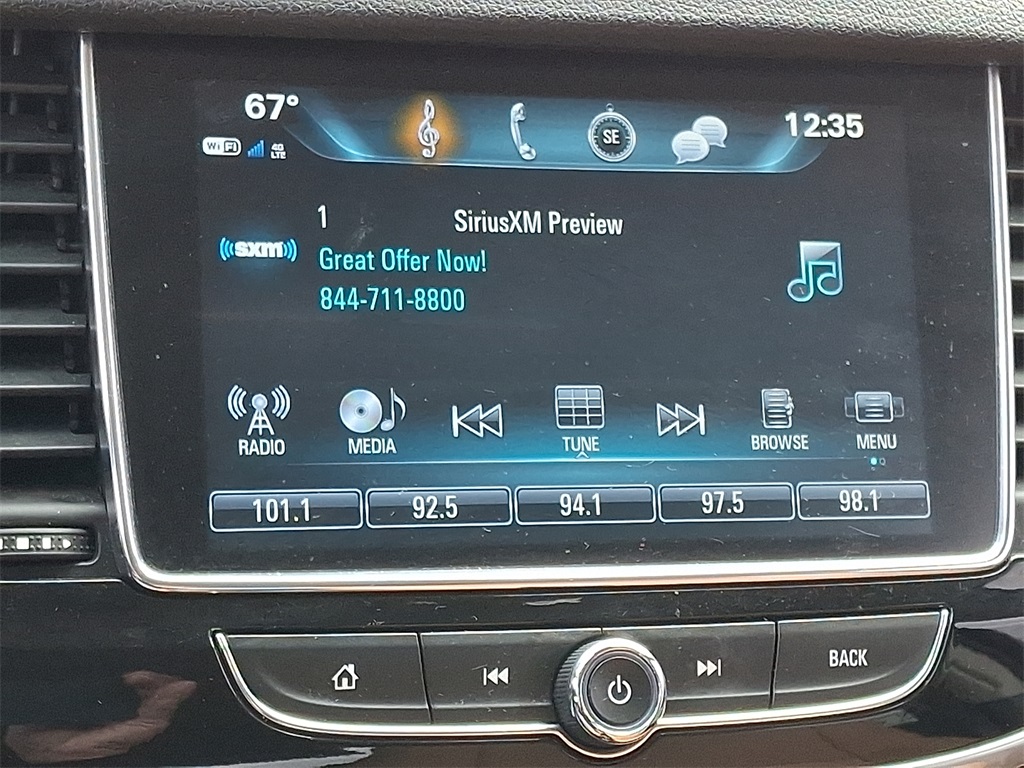 67° SE 12:35
WiFi 4G LTE
1 SiriusXM Preview
((sxm))
Great Offer Now!
844-711-8800
RADIO MEDIA TUNE BROWSE MENU
101.1 92.5 94.1 97.5 98.1
BACK